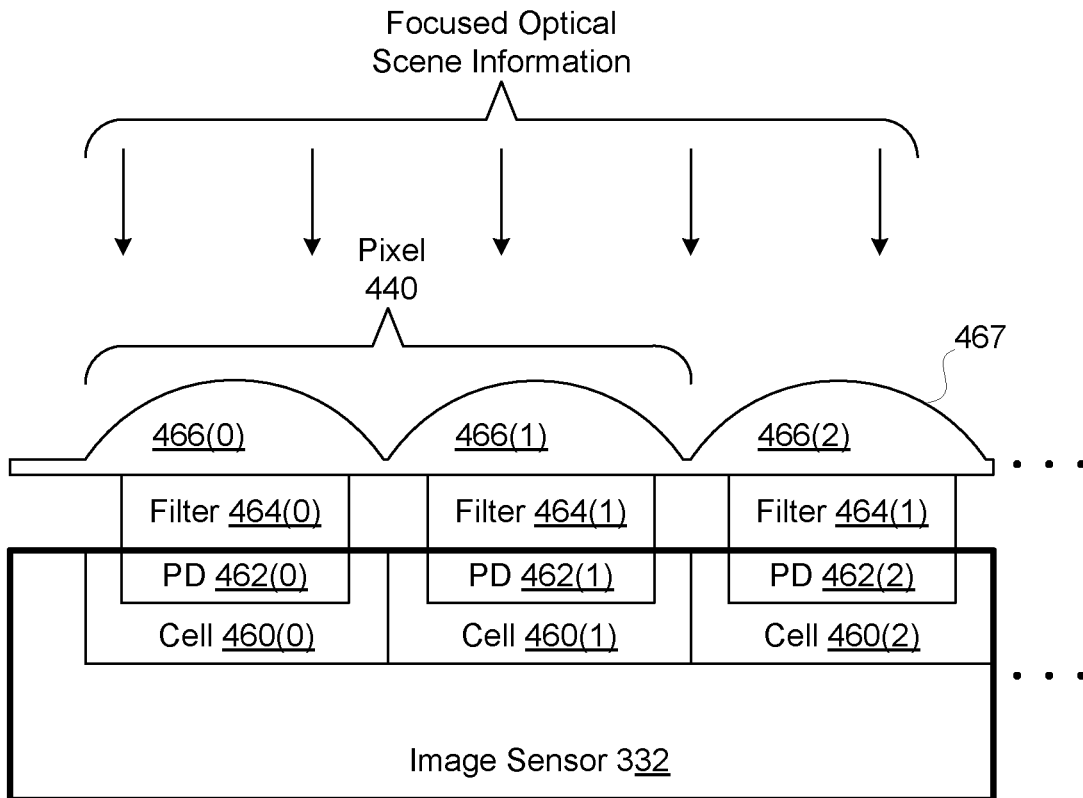 Focused Optical
Scene Information
Pixel
440
467
466(0) 466(1) 466(2)
Filter 464(0) Filter 464(1) Filter 464(1)
PD 462(0) PD 462(1) PD 462(2)
Cell 460(0) Cell 460(1) Cell 460(2)
Image Sensor 332